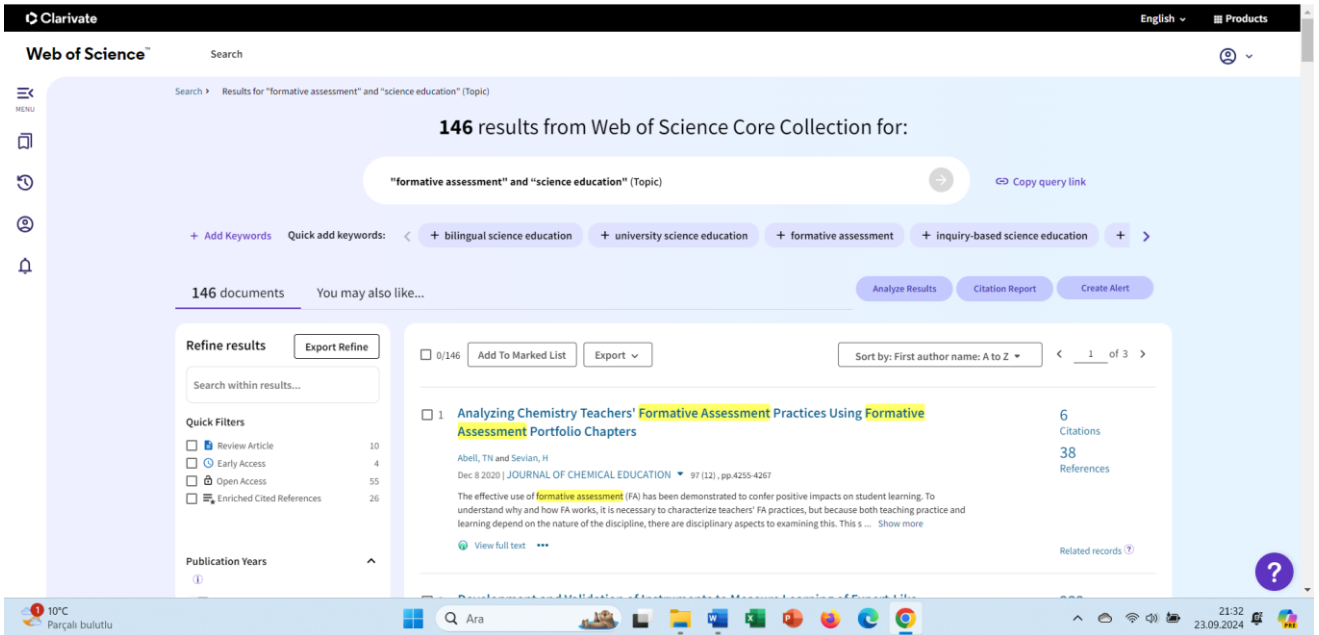 Clarivate
English
Products
Web of Science™
Search
MENU
Search › Results for "formative assessment" and "science education" (Topic)
146 results from Web of Science Core Collection for:
"formative assessment" and “science education” (Topic)
Copy query link
+ Add Keywords
Quick add keywords:
+ bilingual science education
+ university science education
+ formative assessment
+ inquiry-based science education
+
146 documents
You may also like...
Analyze Results
Citation Report
Create Alert
Refine results
Export Refine
Search within results...
Quick Filters
Review Article 10
Early Access 4
Open Access 55
Enriched Cited References 26
Publication Years
0/146
Add To Marked List
Export
Sort by: First author name: A to Z
1 of 3
1
Analyzing Chemistry Teachers' Formative Assessment Practices Using Formative
Assessment Portfolio Chapters
Abell, TN and Sevian, H
Dec 8 2020 | JOURNAL OF CHEMICAL EDUCATION 97 (12) , pp.4255-4267
The effective use of formative assessment (FA) has been demonstrated to confer positive impacts on student learning. To
understand why and how FA works, it is necessary to characterize teachers' FA practices, but because both teaching practice and
learning depend on the nature of the discipline, there are disciplinary aspects to examining this. This s ... Show more
View full text
6
Citations
38
References
Related records ?
?
1
10°C
Parçalı bulutlu
Ara
21:32
23.09.2024
PRE